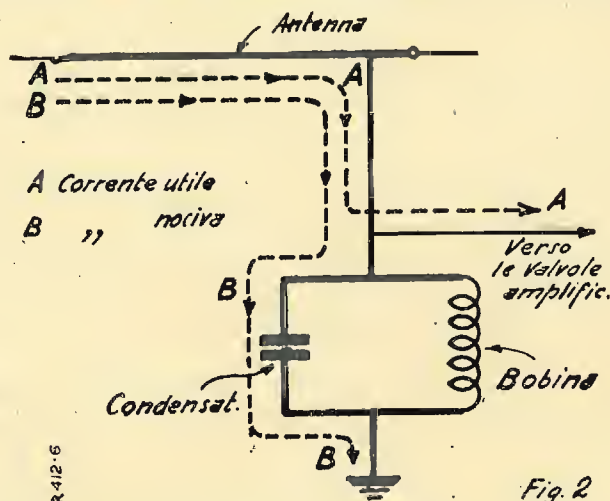 Antenna
A
A
B
A Corrente utile
B ,, nociva
A
Verso
le valvole
amplific.
B
Bobina
Condensat.
B
R412·6
Fig. 2